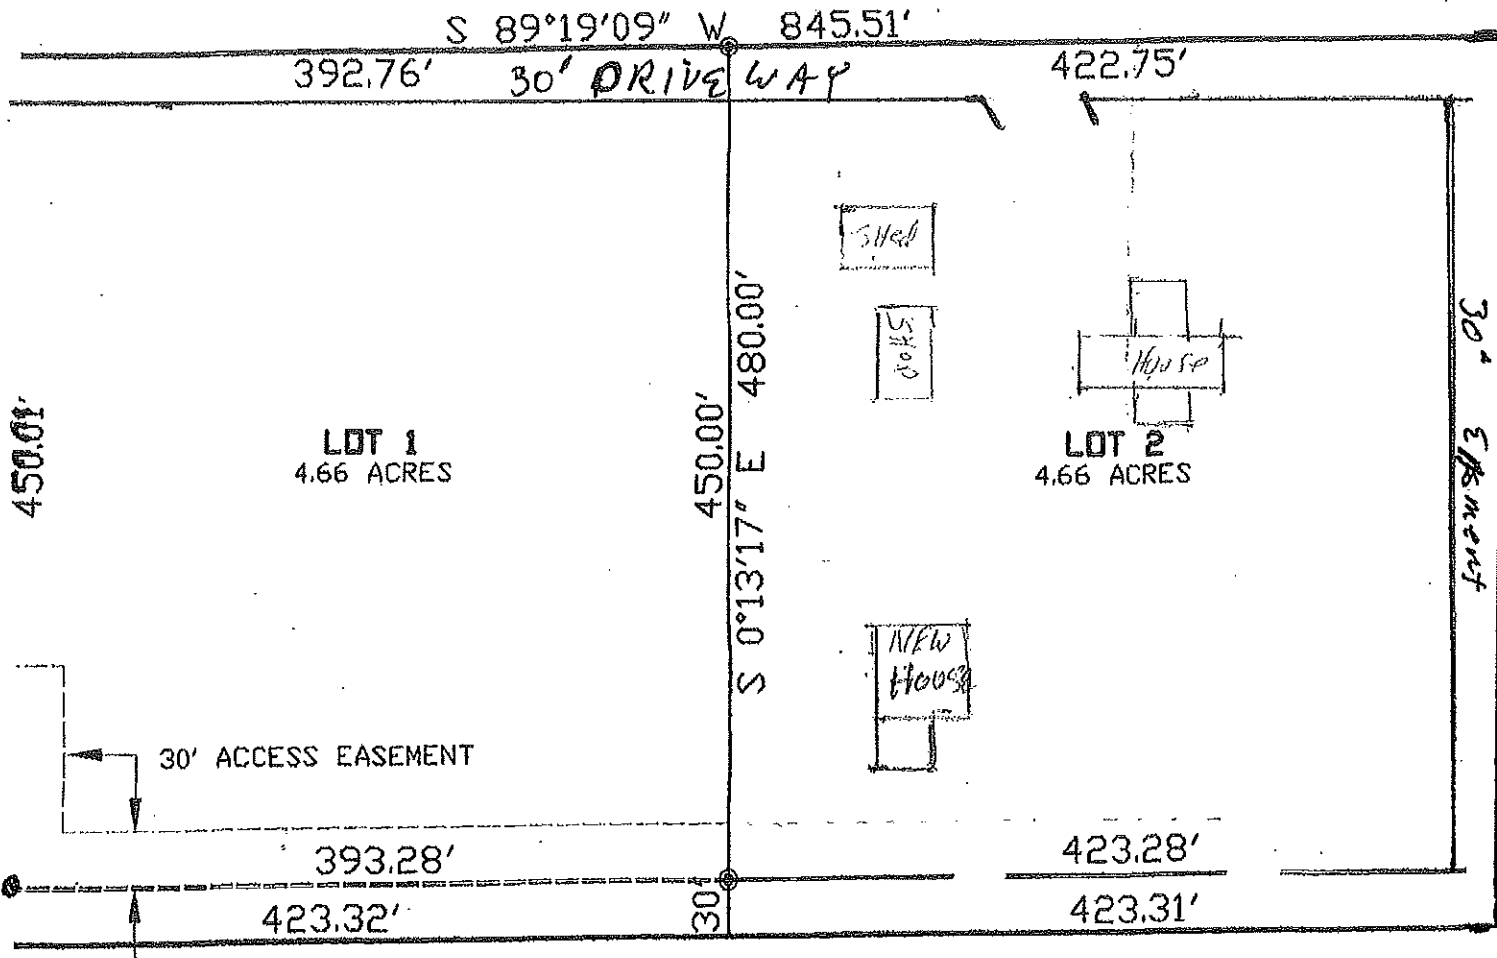 S 89°19'09" W 845.51'
392.76' 30' DRIVE WAY 422.75'
SHed
SHOP
House
30' EAsment
450.01'
LOT 1
4.66 ACRES
450.00'
S 0°13'17" E 480.00'
LOT 2
4.66 ACRES
NEW
House
30' ACCESS EASEMENT
393.28'
423.28'
423.32'
30'
423.31'